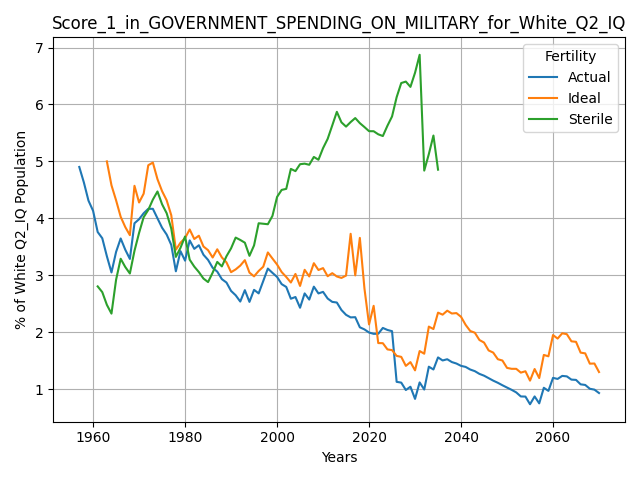 Score_1_in_GOVERNMENT_SPENDING_ON_MILITARY_for_White_Q2_IQ
Fertility
Actual
Ideal
Sterile
% of White Q2_IQ Population
7
6
5
4
3
2
1
1960 1980 2000 2020 2040 2060
Years